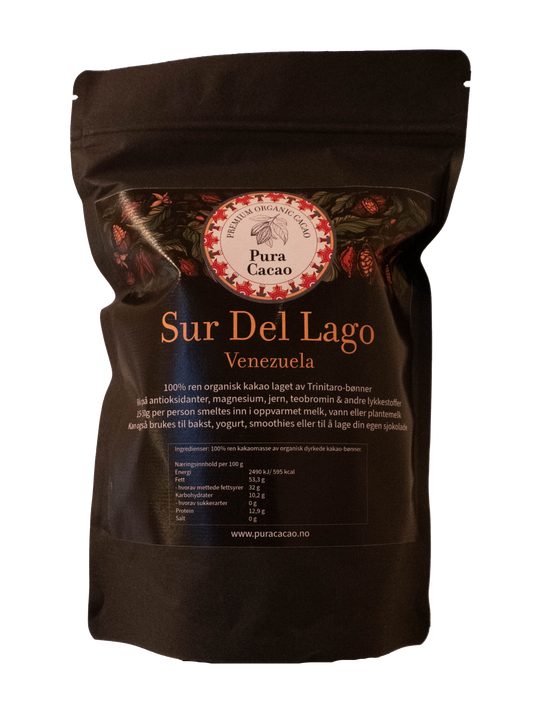 PREMIUM ORGANIC CACAO
Pura
Cacao
Sur Del Lago
Venezuela
100% ren organisk kakao laget av Trinitaro-bønner
på antioksidanter, magnesium, jern, teobromin & andre lykkestoffer
per person smeltes inn i oppvarmet melk, vann eller plantemelk
Kan også brukes til bakst, yogurt, smoothies eller til å lage din egen sjokolade
Ingredienser: 100% ren kakaomasse av organisk dyrkede kakao-bønner.
Næringsinnhold per 100 g
Energi 2490 kJ/ 595 kcal
Fett 53,3 g
- hvorav mettede fettsyrer 32 g
Karbohydrater 10,2 g
- hvorav sukkerarter 0 g
Protein 12,9 g
Salt 0 g
www.puracacao.no